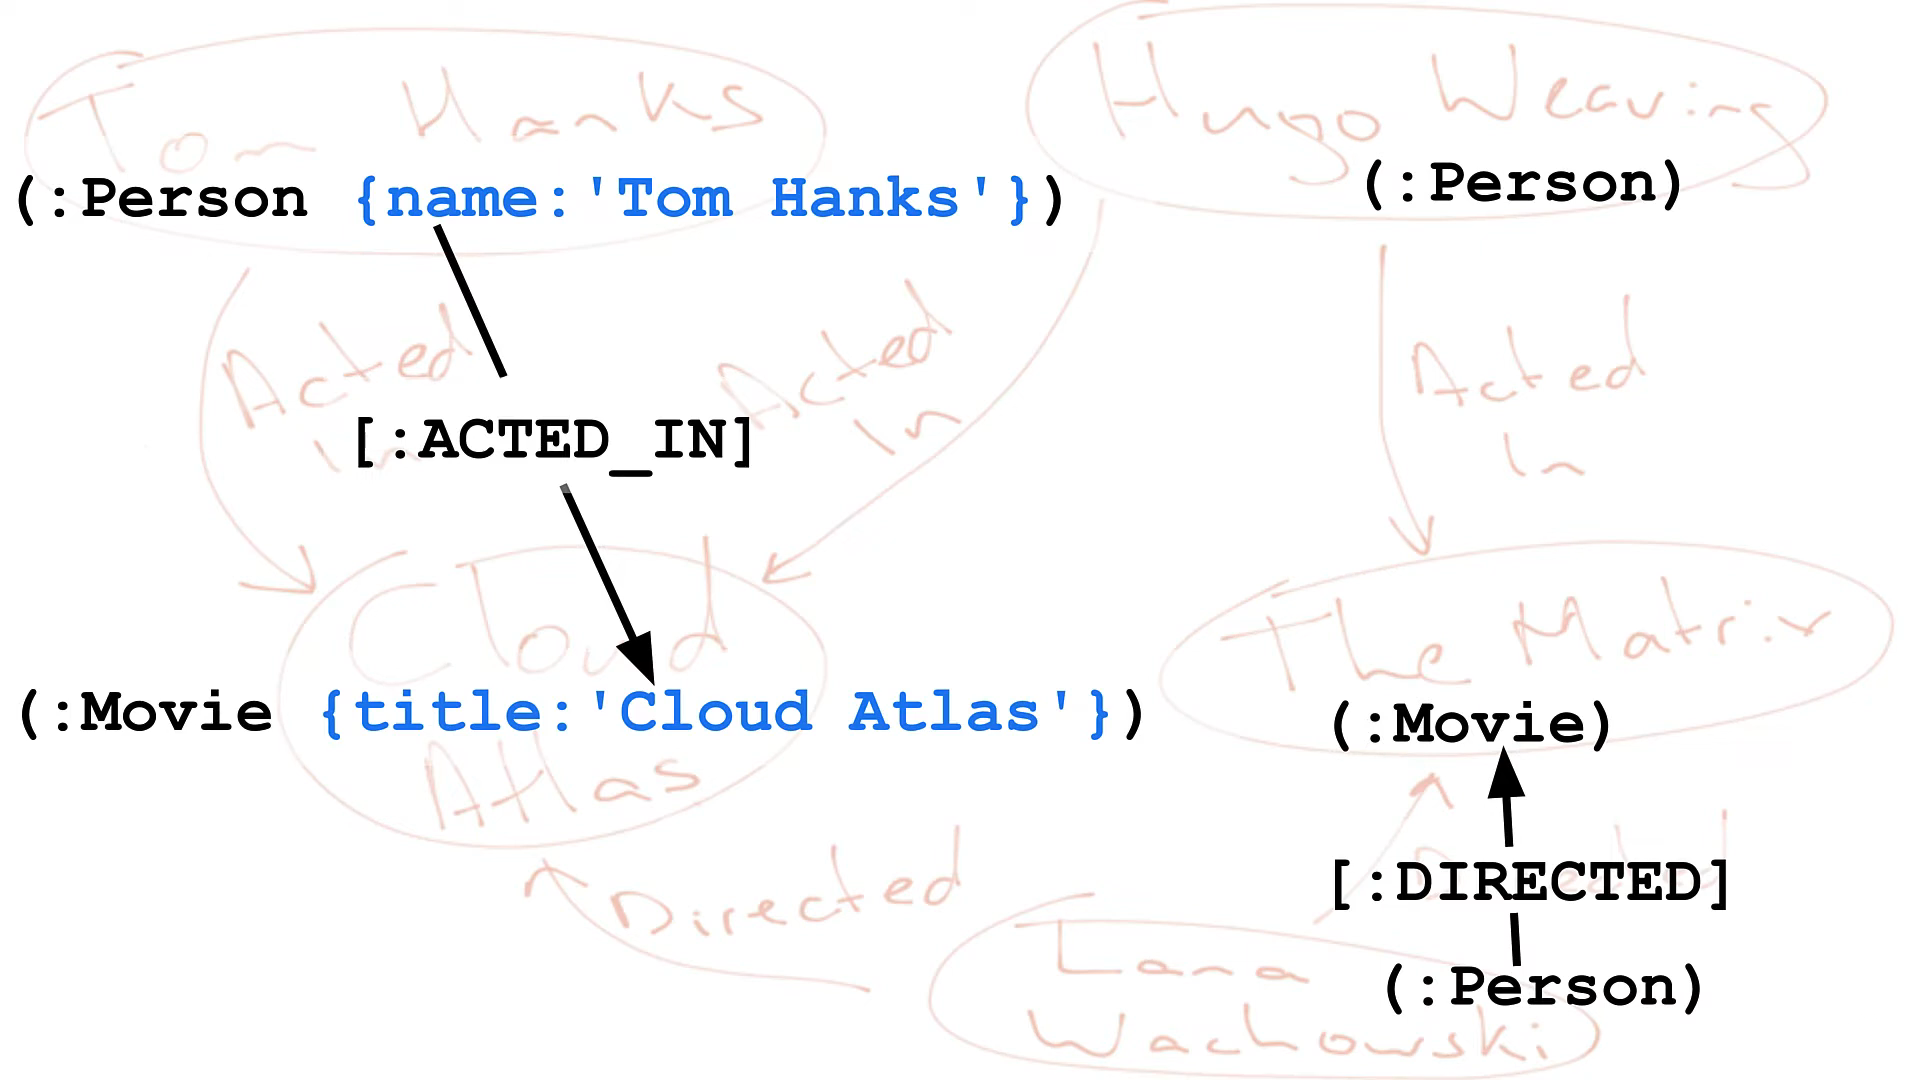 Tom Hanks
Hugo Weaving
(:Person {name:'Tom Hanks'})
(:Person)
Acted
In
Acted
In
Acted
In
[:ACTED_IN]
Cloud
Atlas
The Matrix
(:Movie {title:'Cloud Atlas'})
(:Movie)
Directed
[:DIRECTED]
Lana
Wachowski
(:Person)